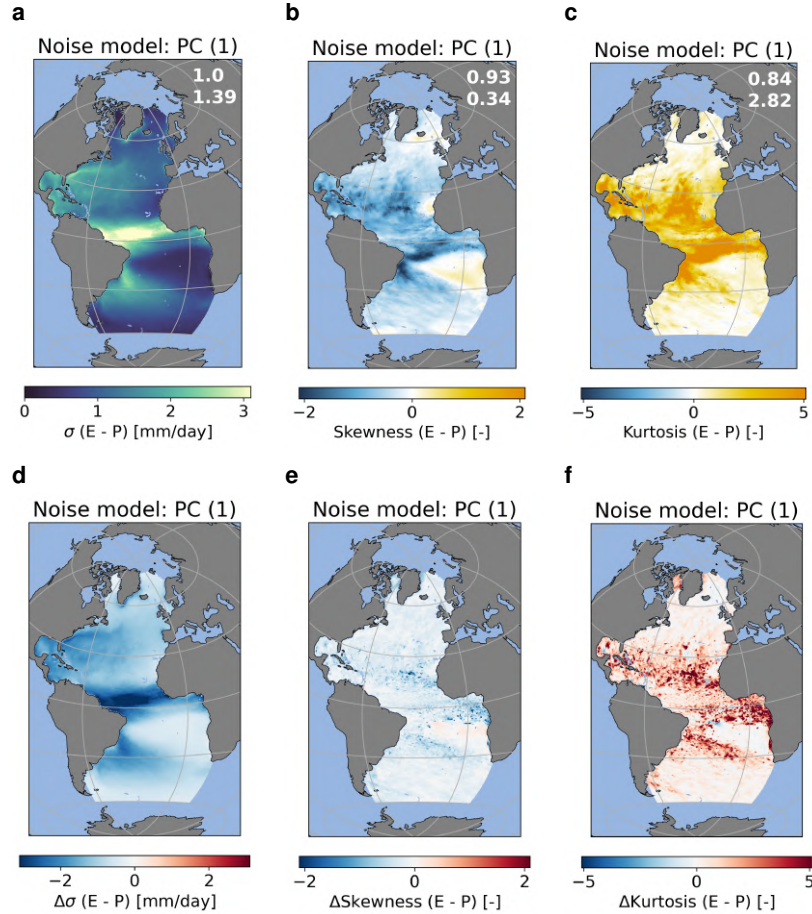 a
Noise model: PC (1)
1.0
1.39
0 1 2 3
σ (E - P) [mm/day]
b
Noise model: PC (1)
0.93
0.34
−2 0 2
Skewness (E - P) [-]
c
Noise model: PC (1)
0.84
2.82
−5 0 5
Kurtosis (E - P) [-]
d
Noise model: PC (1)
−2 0 2
Δσ (E - P) [mm/day]
e
Noise model: PC (1)
−2 0 2
ΔSkewness (E - P) [-]
f
Noise model: PC (1)
−5 0 5
ΔKurtosis (E - P) [-]